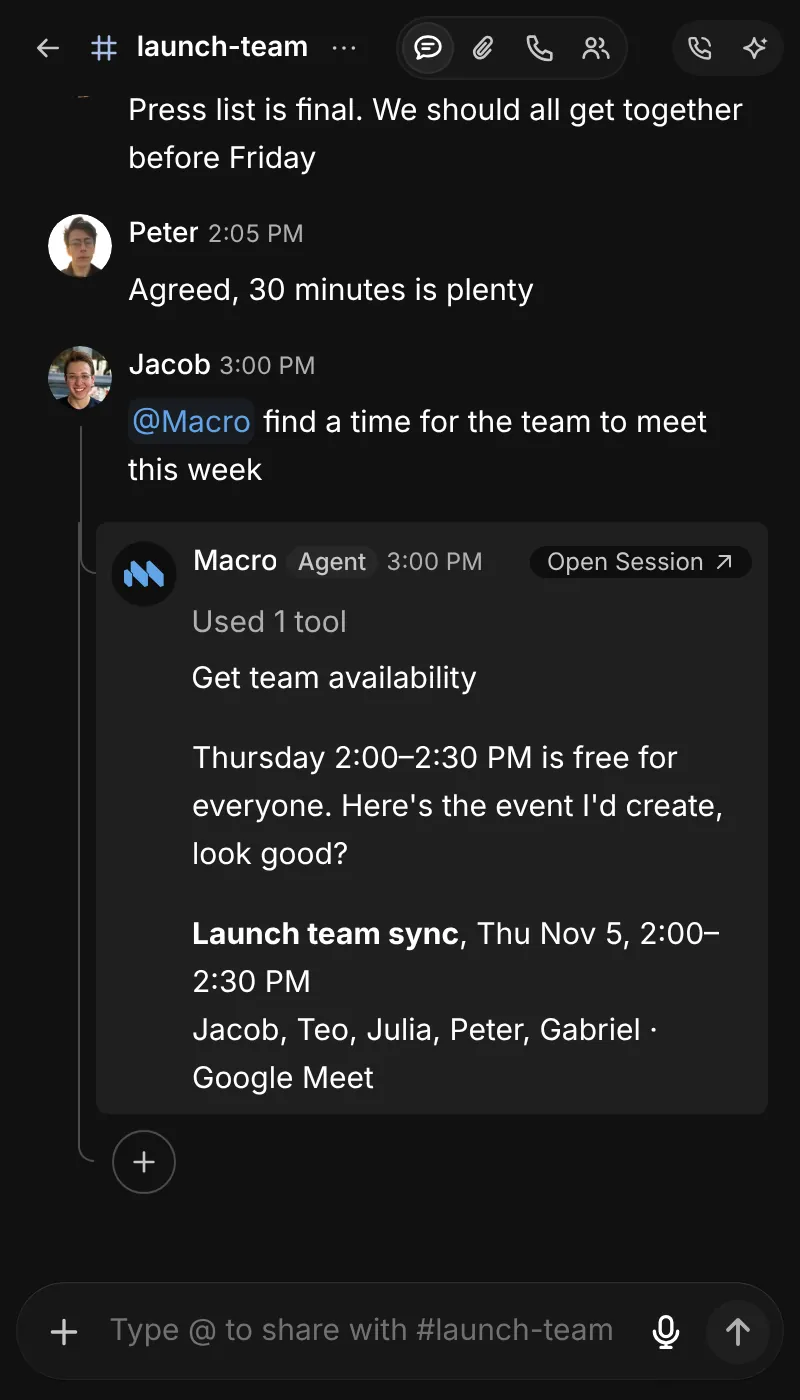 launch-team
Press list is final. We should all get together
before Friday
Peter 2:05 PM
Agreed, 30 minutes is plenty
Jacob 3:00 PM
@Macro find a time for the team to meet
this week
Macro Agent 3:00 PM Open Session
Used 1 tool
Get team availability
Thursday 2:00–2:30 PM is free for
everyone. Here's the event I'd create,
look good?
Launch team sync, Thu Nov 5, 2:00–
2:30 PM
Jacob, Teo, Julia, Peter, Gabriel ·
Google Meet
Type @ to share with #launch-team